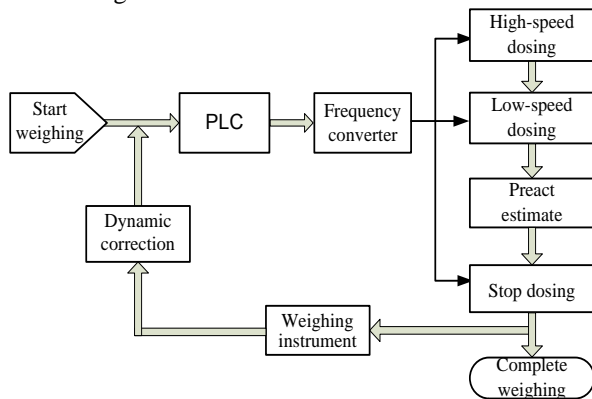 High-speed
dosing
Start
weighing
PLC
Frequency
converter
Low-speed
dosing
Preact
estimate
Dynamic
correction
Stop dosing
Weighing
instrument
Complete
weighing